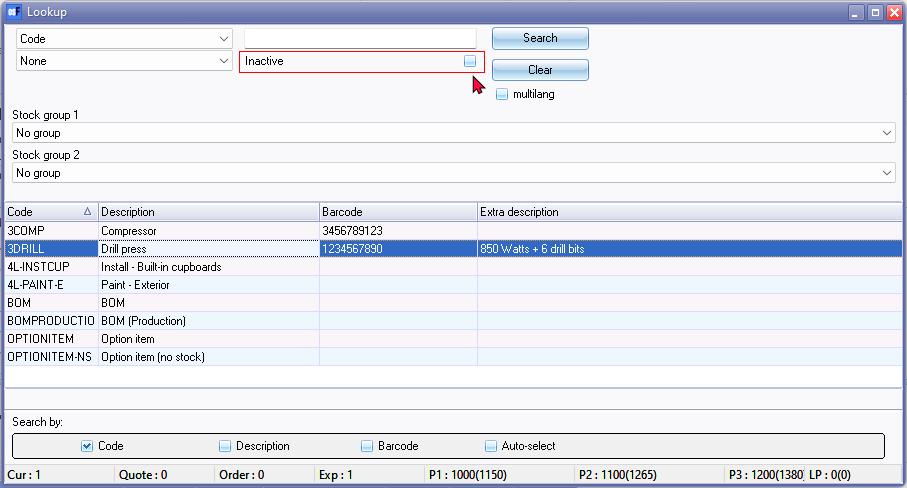 Lookup
Code Search
None Inactive Clear
multilang
Stock group 1
No group
Stock group 2
No group
Code Description Barcode Extra description
3COMP Compressor 3456789123
3DRILL Drill press 1234567890 850 Watts + 6 drill bits
4L-INSTCUP Install - Built-in cupboards
4L-PAINT-E Paint - Exterior
BOM BOM
BOMPRODUCTIO BOM (Production)
OPTIONITEM Option item
OPTIONITEM-NS Option item (no stock)
Search by:
Code Description Barcode Auto-select
Cur : 1 Quote : 0 Order : 0 Exp : 1 P1 : 1000(1150) P2 : 1100(1265) P3 : 1200(1380) LP : 0(0)